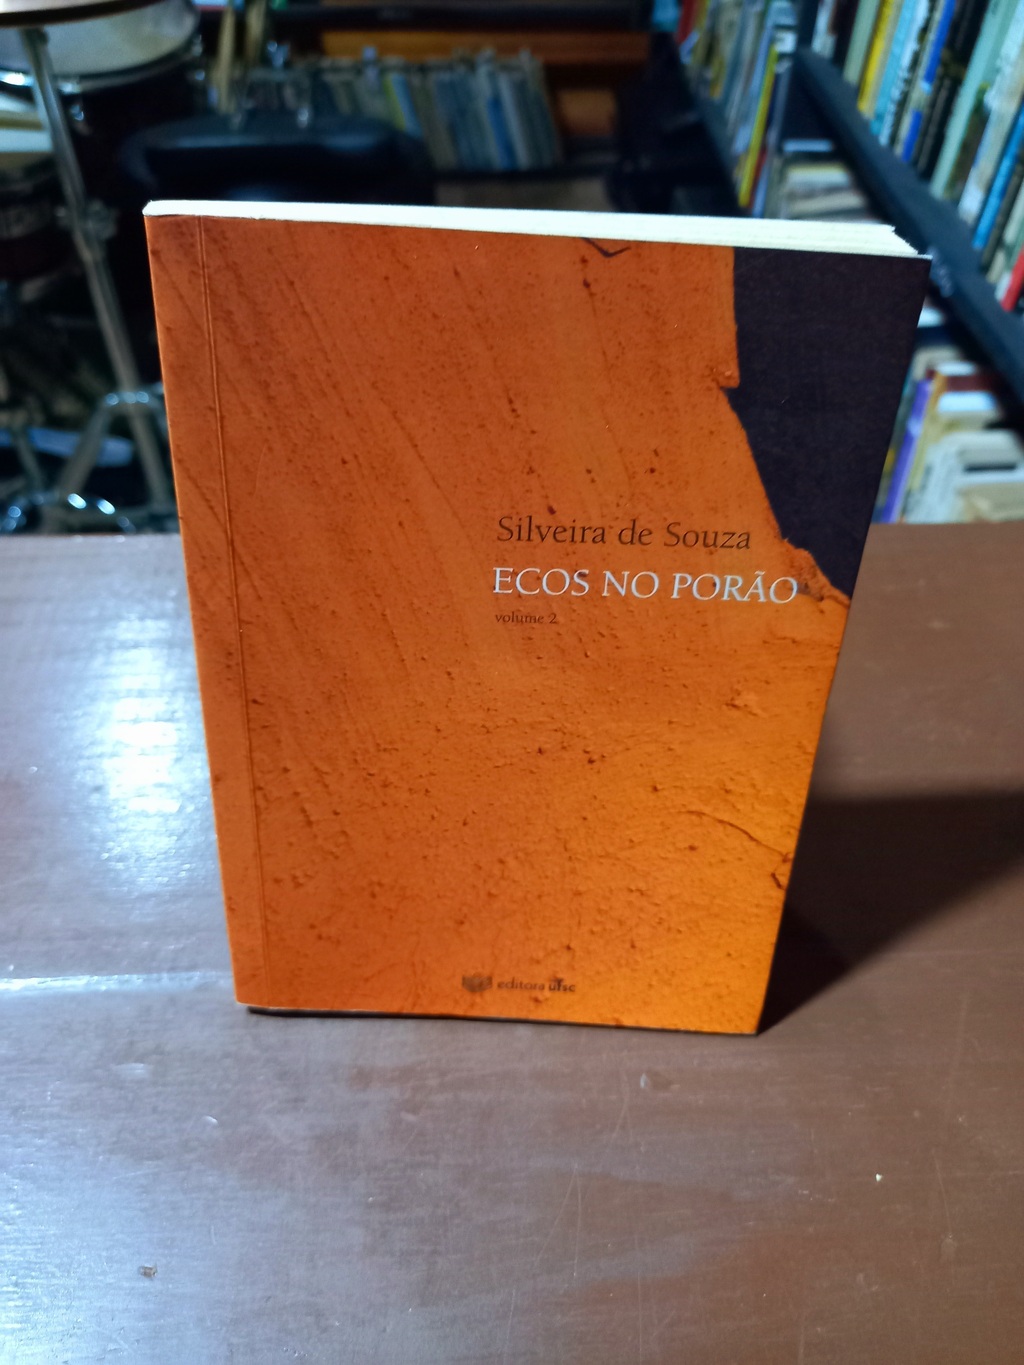 Silveira de Souza
ECOS NO PORÃO
volume 2
editora ufsc